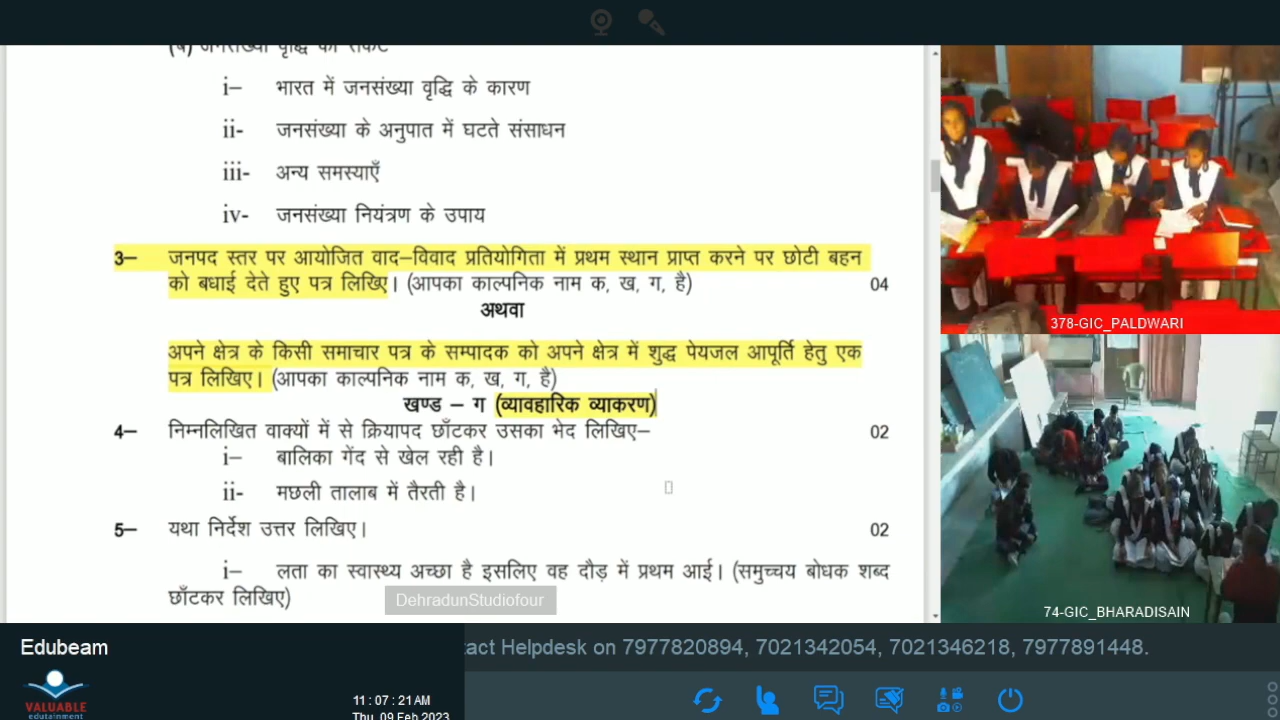 (ब) जनसंख्या वृद्धि का संकट
i– भारत में जनसंख्या वृद्धि के कारण
ii- जनसंख्या के अनुपात में घटते संसाधन
iii- अन्य समस्याएँ
iv- जनसंख्या नियंत्रण के उपाय
3– जनपद स्तर पर आयोजित वाद–विवाद प्रतियोगिता में प्रथम स्थान प्राप्त करने पर छोटी बहन
को बधाई देते हुए पत्र लिखिए। (आपका काल्पनिक नाम क, ख, ग, है) 04
अथवा
अपने क्षेत्र के किसी समाचार पत्र के सम्पादक को अपने क्षेत्र में शुद्ध पेयजल आपूर्ति हेतु एक
पत्र लिखिए। (आपका काल्पनिक नाम क, ख, ग, है)
खण्ड – ग (व्यावहारिक व्याकरण)
4– निम्नलिखित वाक्यों में से क्रियापद छाँटकर उसका भेद लिखिए– 02
i– बालिका गेंद से खेल रही है।
ii- मछली तालाब में तैरती है।
5– यथा निर्देश उत्तर लिखिए। 02
i– लता का स्वास्थ्य अच्छा है इसलिए वह दौड़ में प्रथम आई। (समुच्चय बोधक शब्द
छाँटकर लिखिए)
DehradunStudiofour
378-GIC_PALDWARI
74-GIC_BHARADISAIN
Edubeam
tact Helpdesk on 7977820894, 7021342054, 7021346218, 7977891448.
VALUABLE
edutainment
11 : 07 : 21 AM
Thu, 09 Feb 2023